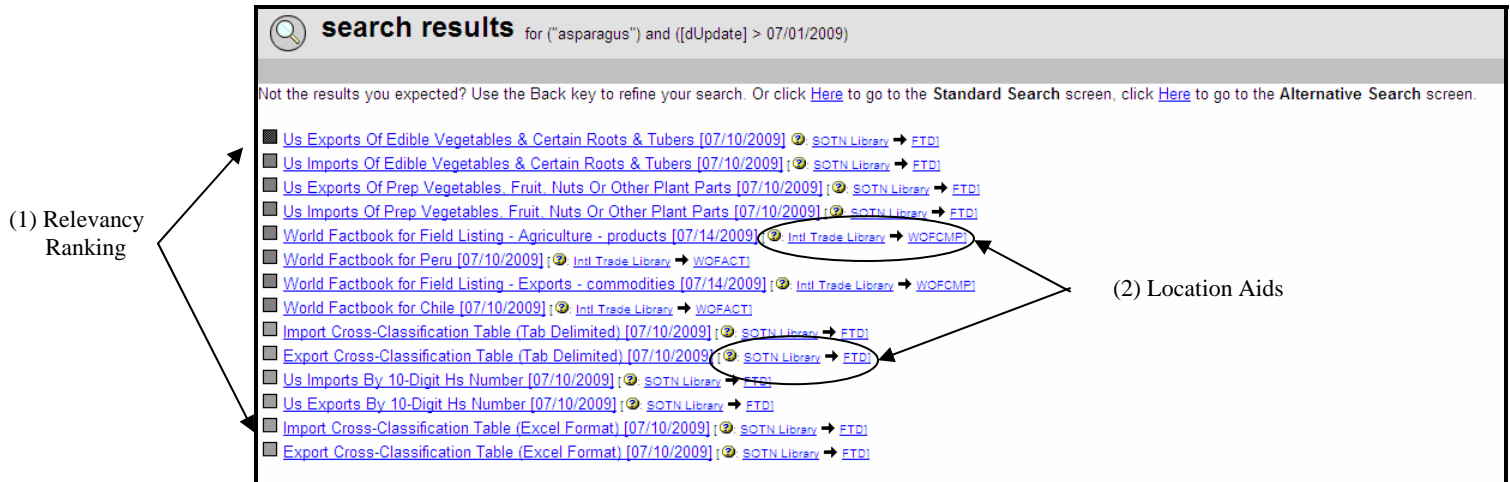 search results for ("asparagus") and ([dUpdate] > 07/01/2009)
Not the results you expected? Use the Back key to refine your search. Or click Here to go to the Standard Search screen, click Here to go to the Alternative Search screen.
Us Exports Of Edible Vegetables & Certain Roots & Tubers [07/10/2009] [?: SOTN Library → FTD]
Us Imports Of Edible Vegetables & Certain Roots & Tubers [07/10/2009] [?: SOTN Library → FTD]
Us Exports Of Prep Vegetables, Fruit, Nuts Or Other Plant Parts [07/10/2009] [?: SOTN Library → FTD]
Us Imports Of Prep Vegetables, Fruit, Nuts Or Other Plant Parts [07/10/2009] [?: SOTN Library → FTD]
World Factbook for Field Listing - Agriculture - products [07/14/2009] [?: Intl Trade Library → WOFCMP]
World Factbook for Peru [07/10/2009] [?: Intl Trade Library → WOFACT]
World Factbook for Field Listing - Exports - commodities [07/14/2009] [?: Intl Trade Library → WOFCMP]
World Factbook for Chile [07/10/2009] [?: Intl Trade Library → WOFACT]
Import Cross-Classification Table (Tab Delimited) [07/10/2009] [?: SOTN Library → FTD]
Export Cross-Classification Table (Tab Delimited) [07/10/2009] [?: SOTN Library → FTD]
Us Imports By 10-Digit Hs Number [07/10/2009] [?: SOTN Library → FTD]
Us Exports By 10-Digit Hs Number [07/10/2009] [?: SOTN Library → FTD]
Import Cross-Classification Table (Excel Format) [07/10/2009] [?: SOTN Library → FTD]
Export Cross-Classification Table (Excel Format) [07/10/2009] [?: SOTN Library → FTD]
(1) Relevancy
Ranking
(2) Location Aids